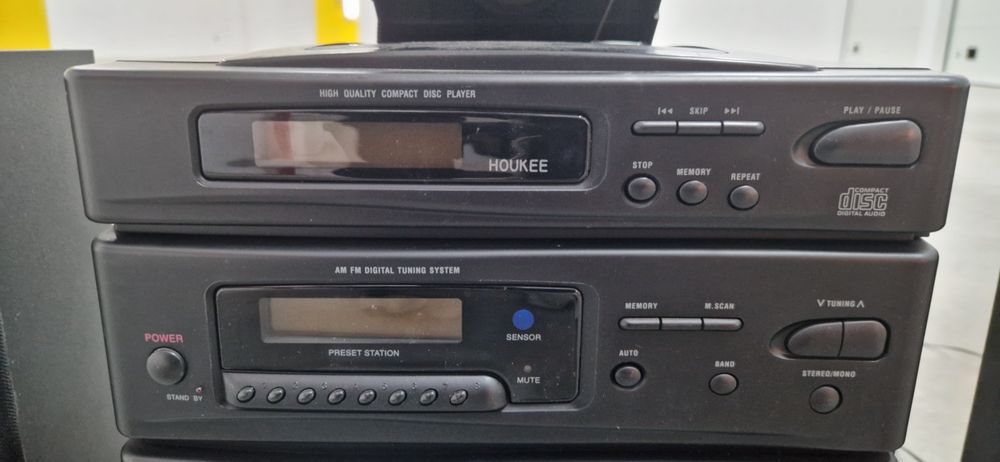 HIGH QUALITY COMPACT DISC PLAYER
SKIP
PLAY / PAUSE
HOUKEE
STOP
MEMORY
REPEAT
COMPACT
disc
DIGITAL AUDIO
AM FM DIGITAL TUNING SYSTEM
MEMORY
M.SCAN
TUNING
POWER
SENSOR
PRESET STATION
AUTO
BAND
STEREO/MONO
MUTE
STAND BY